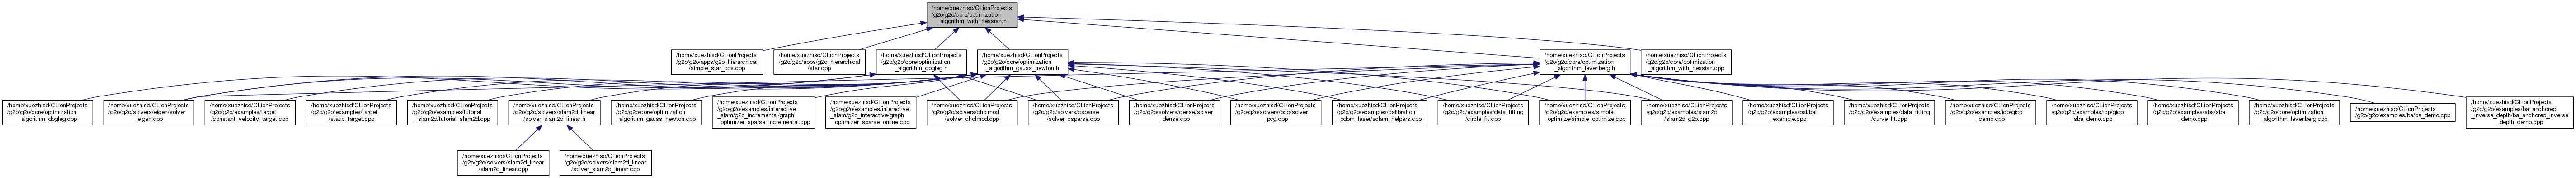 /home/xuezhisd/CLionProjects
/g2o/g2o/core/optimization
_algorithm_with_hessian.h
/home/xuezhisd/CLionProjects
/g2o/g2o/apps/g2o_hierarchical
/simple_star_ops.cpp
/home/xuezhisd/CLionProjects
/g2o/g2o/apps/g2o_hierarchical
/star.cpp
/home/xuezhisd/CLionProjects
/g2o/g2o/core/optimization
_algorithm_dogleg.h
/home/xuezhisd/CLionProjects
/g2o/g2o/core/optimization
_algorithm_gauss_newton.h
/home/xuezhisd/CLionProjects
/g2o/g2o/core/optimization
_algorithm_levenberg.h
/home/xuezhisd/CLionProjects
/g2o/g2o/core/optimization
_algorithm_with_hessian.cpp
/home/xuezhisd/CLionProjects
/g2o/g2o/core/optimization
_algorithm_dogleg.cpp
/home/xuezhisd/CLionProjects
/g2o/g2o/solvers/eigen/solver
_eigen.cpp
/home/xuezhisd/CLionProjects
/g2o/g2o/examples/target
/constant_velocity_target.cpp
/home/xuezhisd/CLionProjects
/g2o/g2o/examples/target
/static_target.cpp
/home/xuezhisd/CLionProjects
/g2o/g2o/examples/tutorial
_slam2d/tutorial_slam2d.cpp
/home/xuezhisd/CLionProjects
/g2o/g2o/solvers/slam2d_linear
/solver_slam2d_linear.h
/home/xuezhisd/CLionProjects
/g2o/g2o/core/optimization
_algorithm_gauss_newton.cpp
/home/xuezhisd/CLionProjects
/g2o/g2o/examples/interactive
_slam/g2o_incremental/graph
_optimizer_sparse_incremental.cpp
/home/xuezhisd/CLionProjects
/g2o/g2o/examples/interactive
_slam/g2o_interactive/graph
_optimizer_sparse_online.cpp
/home/xuezhisd/CLionProjects
/g2o/g2o/solvers/cholmod
/solver_cholmod.cpp
/home/xuezhisd/CLionProjects
/g2o/g2o/solvers/csparse
/solver_csparse.cpp
/home/xuezhisd/CLionProjects
/g2o/g2o/solvers/dense/solver
_dense.cpp
/home/xuezhisd/CLionProjects
/g2o/g2o/solvers/pcg/solver
_pcg.cpp
/home/xuezhisd/CLionProjects
/g2o/g2o/examples/calibration
_odom_laser/sclam_helpers.cpp
/home/xuezhisd/CLionProjects
/g2o/g2o/examples/data_fitting
/circle_fit.cpp
/home/xuezhisd/CLionProjects
/g2o/g2o/examples/simple
_optimize/simple_optimize.cpp
/home/xuezhisd/CLionProjects
/g2o/g2o/examples/slam2d
/slam2d_g2o.cpp
/home/xuezhisd/CLionProjects
/g2o/g2o/examples/bal/bal
_example.cpp
/home/xuezhisd/CLionProjects
/g2o/g2o/examples/data_fitting
/curve_fit.cpp
/home/xuezhisd/CLionProjects
/g2o/g2o/examples/icp/gicp
_demo.cpp
/home/xuezhisd/CLionProjects
/g2o/g2o/examples/icp/gicp
_sba_demo.cpp
/home/xuezhisd/CLionProjects
/g2o/g2o/examples/sba/sba
_demo.cpp
/home/xuezhisd/CLionProjects
/g2o/g2o/core/optimization
_algorithm_levenberg.cpp
/home/xuezhisd/CLionProjects
/g2o/g2o/examples/ba/ba_demo.cpp
/home/xuezhisd/CLionProjects
/g2o/g2o/examples/ba_anchored
_inverse_depth/ba_anchored_inverse
_depth_demo.cpp
/home/xuezhisd/CLionProjects
/g2o/g2o/solvers/slam2d_linear
/slam2d_linear.cpp
/home/xuezhisd/CLionProjects
/g2o/g2o/solvers/slam2d_linear
/solver_slam2d_linear.cpp